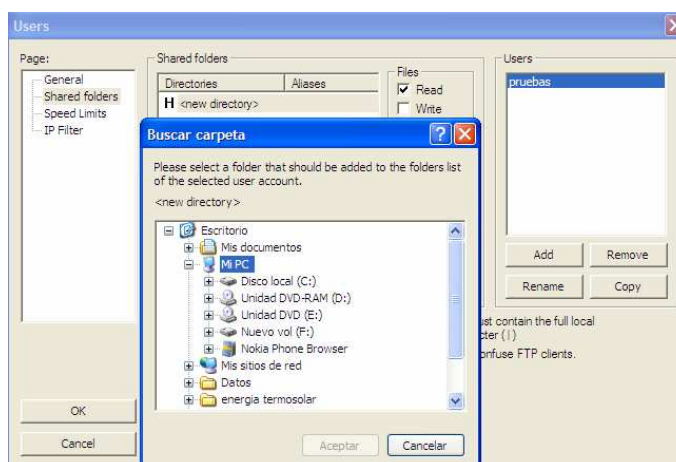 Users
Page:
General
Shared folders
Speed Limits
IP Filter
OK
Cancel
Shared folders
Directories Aliases
H <new directory>
Files
Read
Write
Users
pruebas
Add Remove
Rename Copy
ust contain the full local
cter (|)
onfuse FTP clients.
Buscar carpeta
Please select a folder that should be added to the folders list
of the selected user account.
<new directory>
Escritorio
Mis documentos
Mi PC
Disco local (C:)
Unidad DVD-RAM (D:)
Unidad DVD (E:)
Nuevo vol (F:)
Nokia Phone Browser
Mis sitios de red
Datos
energia termosolar
Aceptar Cancelar